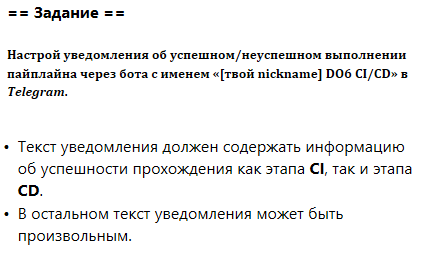 == Задание ==
Настрой уведомления об успешном/неуспешном выполнении
пайплайна через бота с именем «[твой nickname] DO6 CI/CD» в
Telegram.
• Текст уведомления должен содержать информацию
об успешности прохождения как этапа CI, так и этапа
CD.
• В остальном текст уведомления может быть
произвольным.